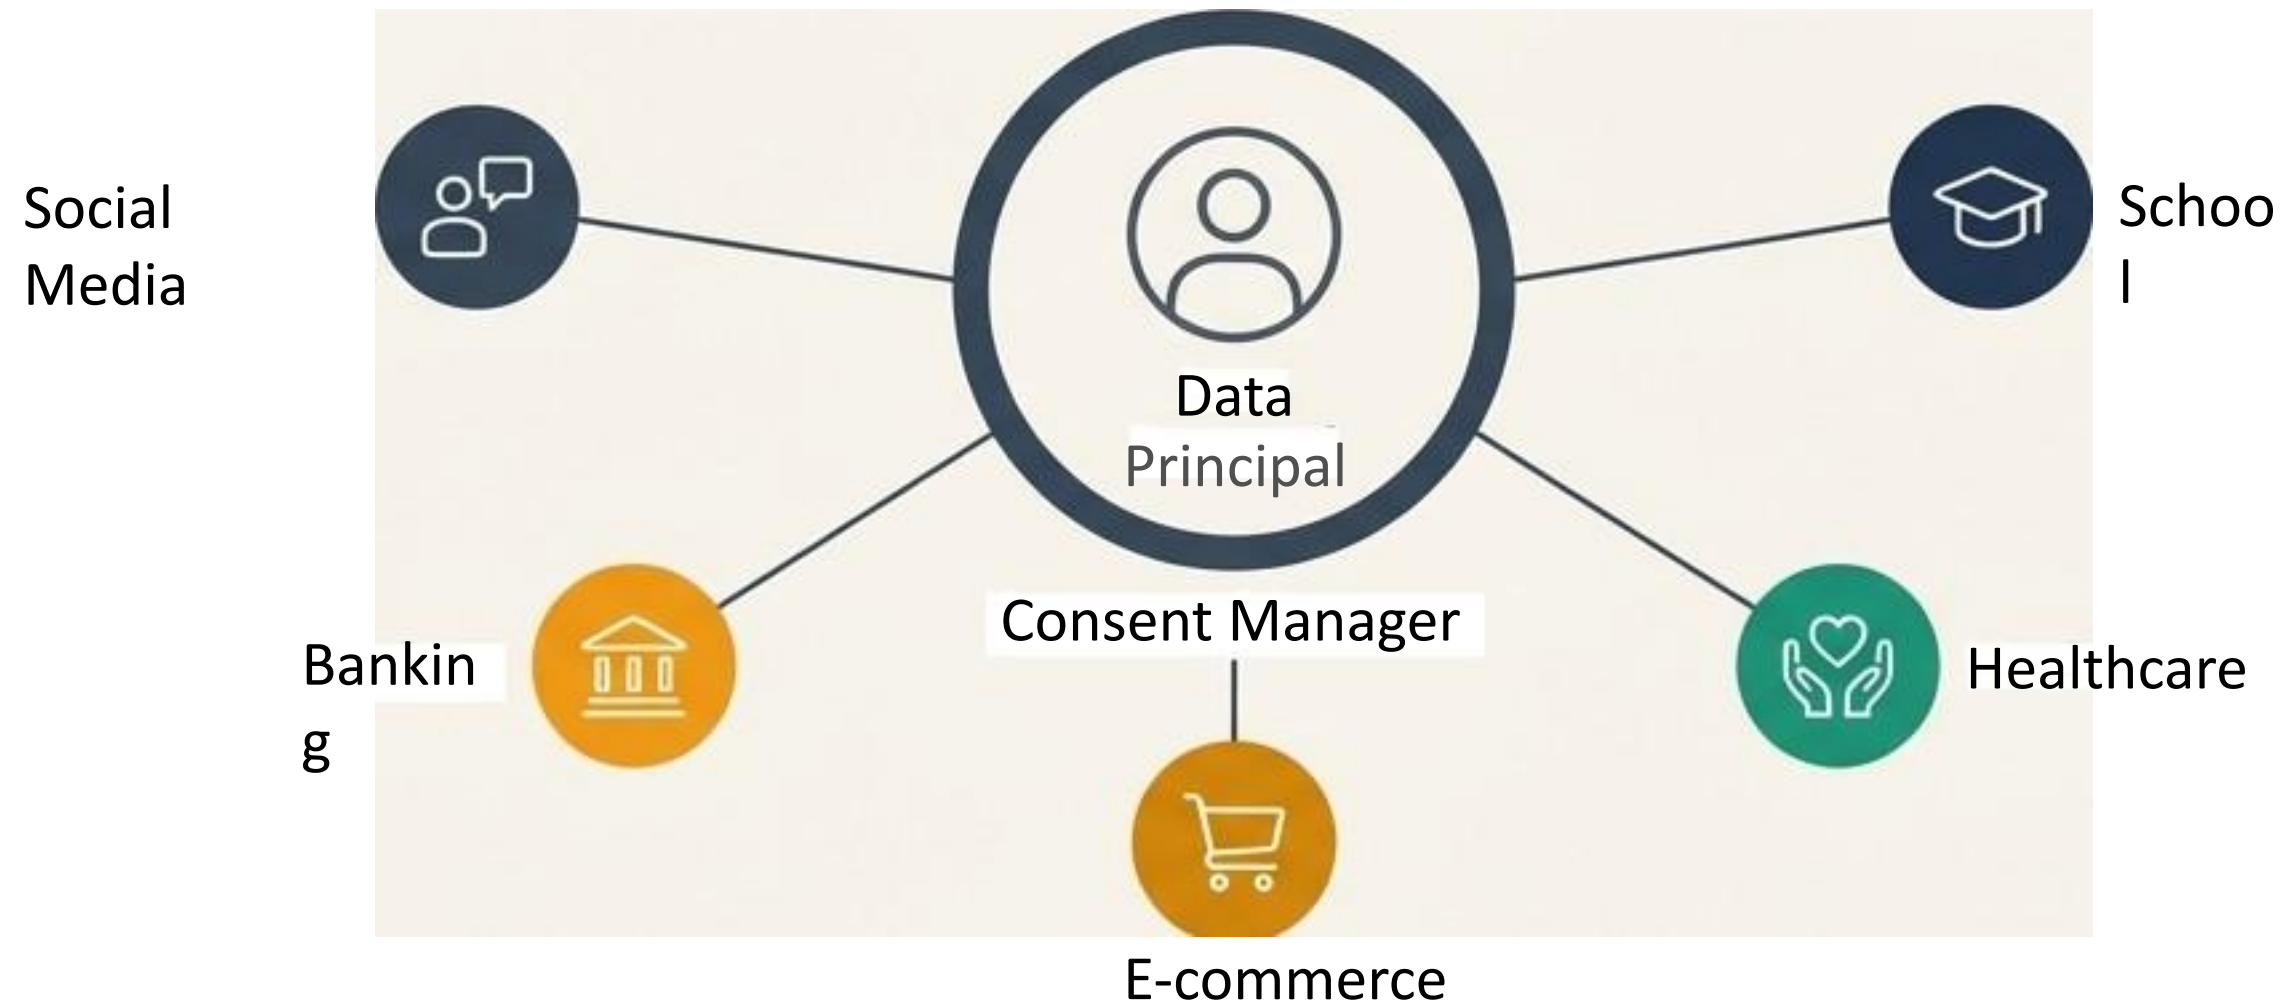 Social
Media
Schoo
l
Data
Principal
Consent Manager
Bankin
g
Healthcare
E-commerce